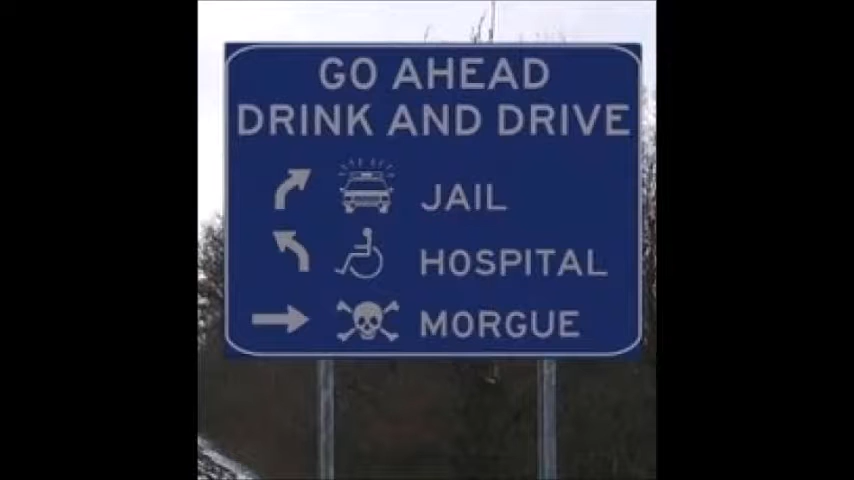 GO AHEAD
DRINK AND DRIVE
JAIL
HOSPITAL
MORGUE